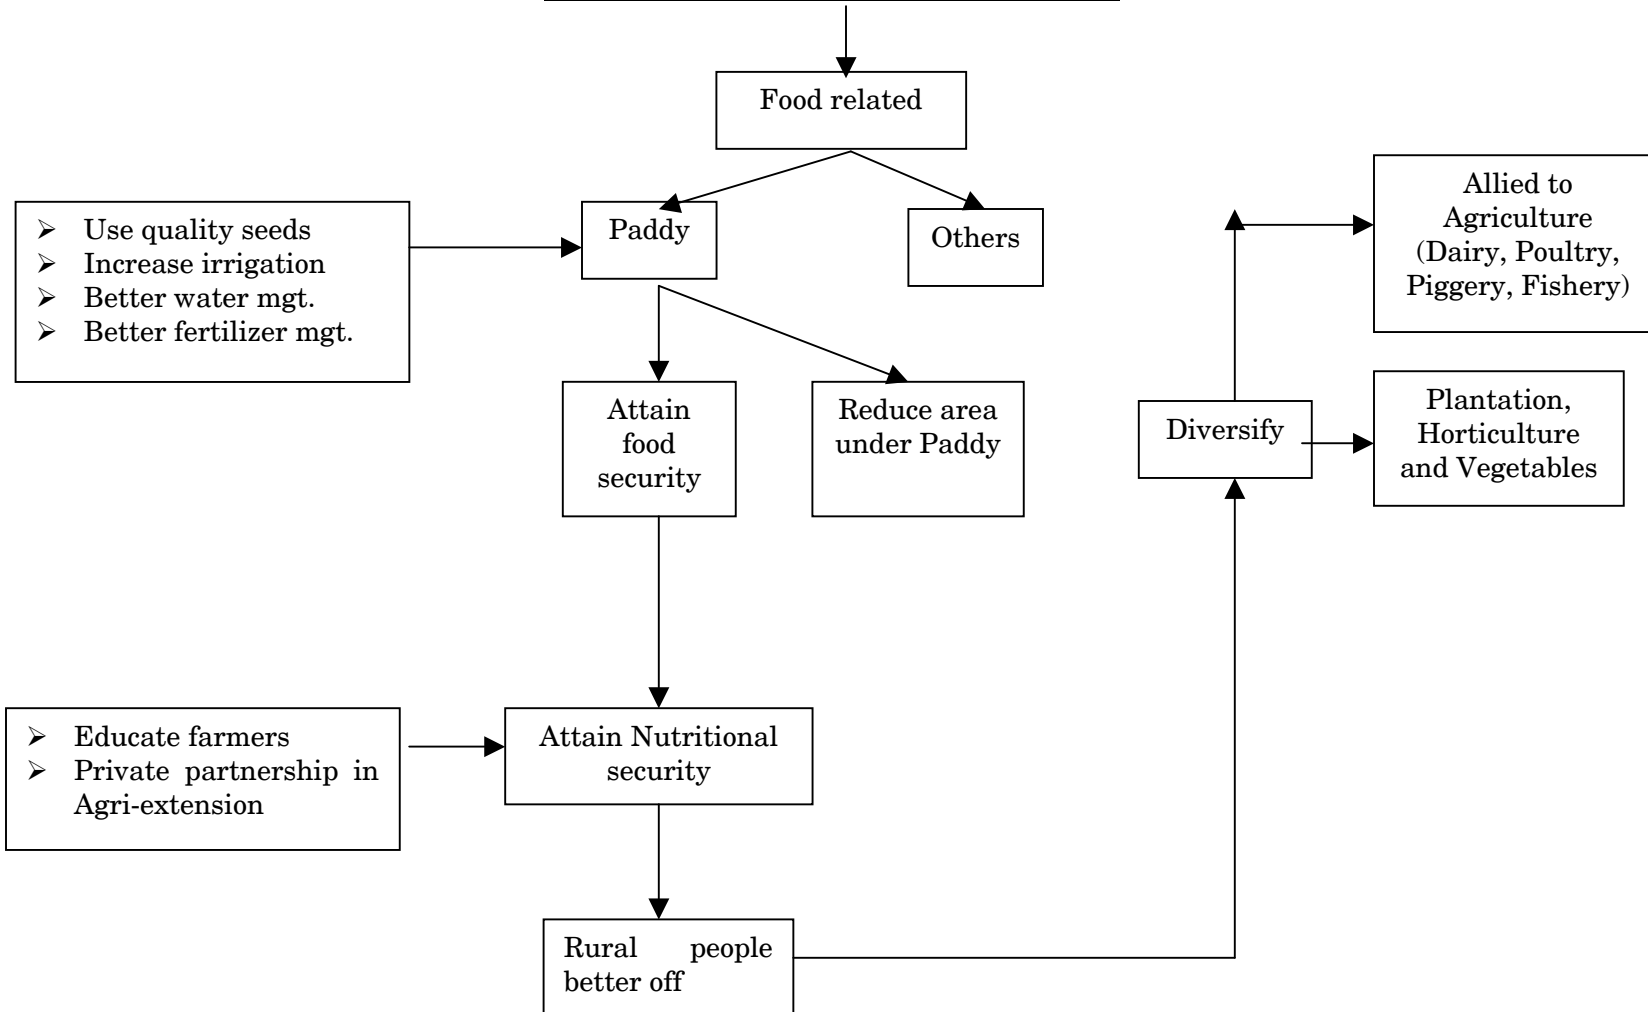 Food related
Allied to
Agriculture
(Dairy, Poultry,
Piggery, Fishery)
➢ Use quality seeds
➢ Increase irrigation
➢ Better water mgt.
➢ Better fertilizer mgt.
Paddy
Others
Attain
food
security
Reduce area
under Paddy
Diversify
Plantation,
Horticulture
and Vegetables
➢ Educate farmers
➢ Private partnership in
Agri-extension
Attain Nutritional
security
Rural people
better off